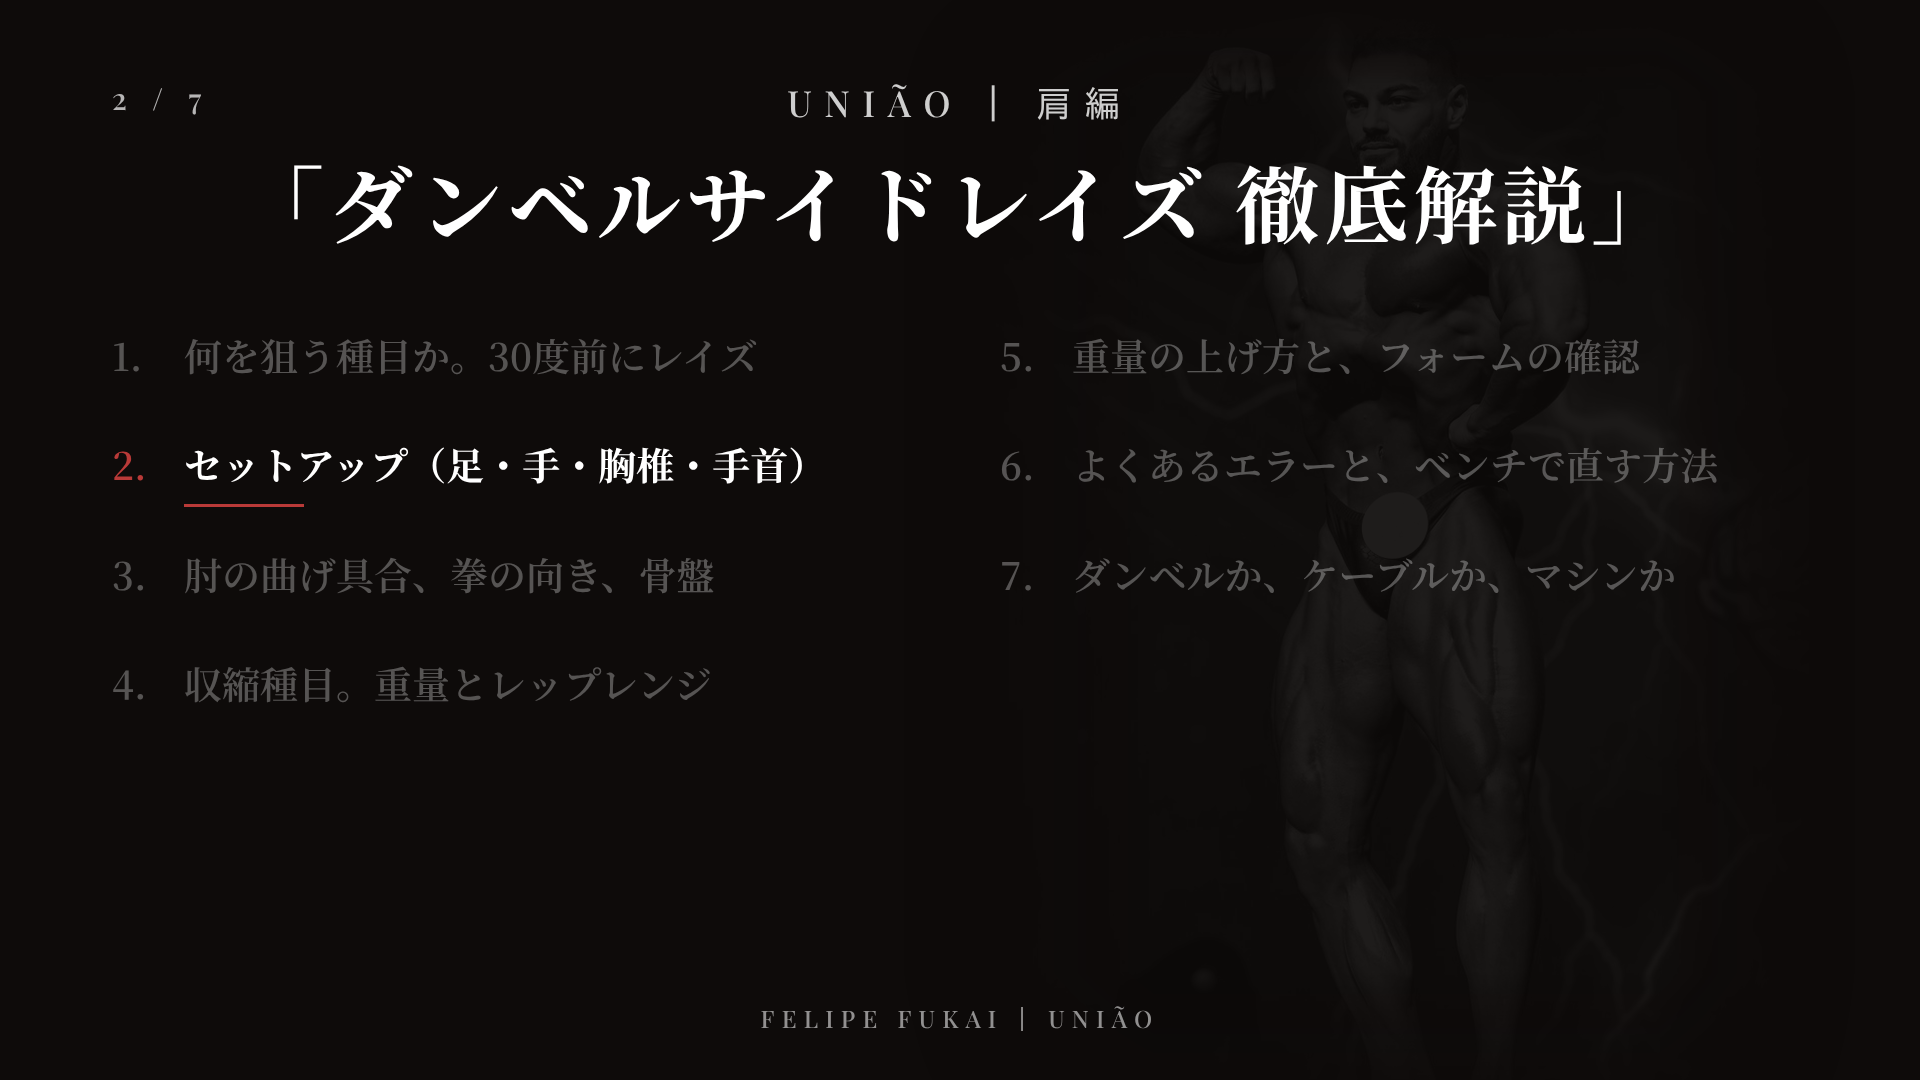 2 / 7
UNIÃO | 肩編
「ダンベルサイドレイズ 徹底解説」
1. 何を狙う種目か。30度前にレイズ
2. セットアップ（足・手・胸椎・手首）
3. 肘の曲げ具合、拳の向き、骨盤
4. 収縮種目。重量とレップレンジ
5. 重量の上げ方と、フォームの確認
6. よくあるエラーと、ベンチで直す方法
7. ダンベルか、ケーブルか、マシンか
FELIPE FUKAI | UNIÃO